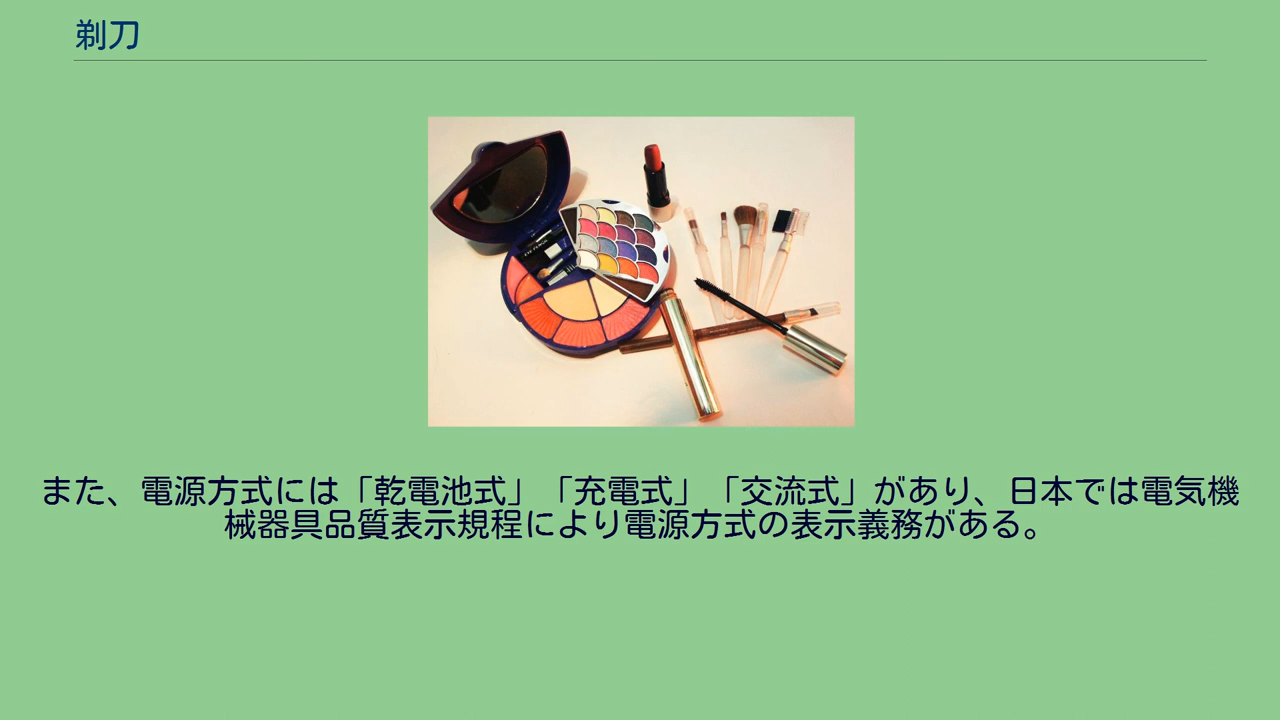 剃刀
また、電源方式には「乾電池式」「充電式」「交流式」があり、日本では電気機
械器具品質表示規程により電源方式の表示義務がある。